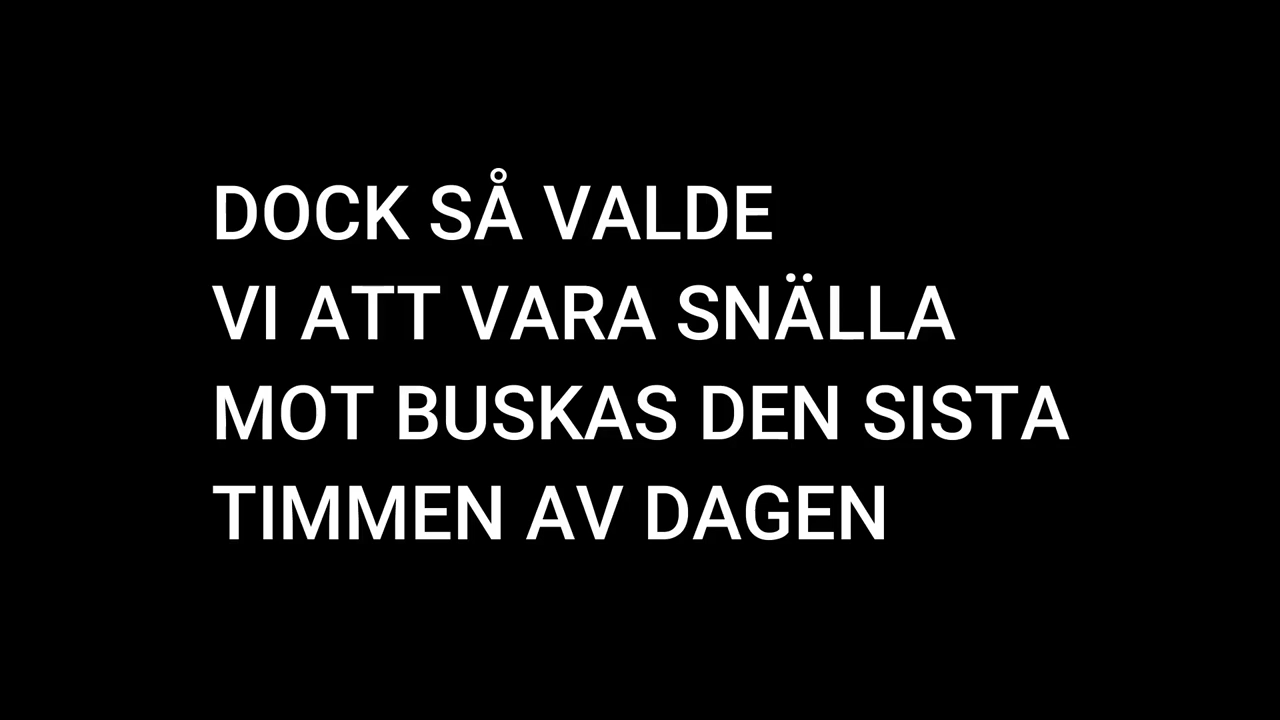 DOCK SÅ VALDE
VI ATT VARA SNÄLLA
MOT BUSKAS DEN SISTA
TIMMEN AV DAGEN